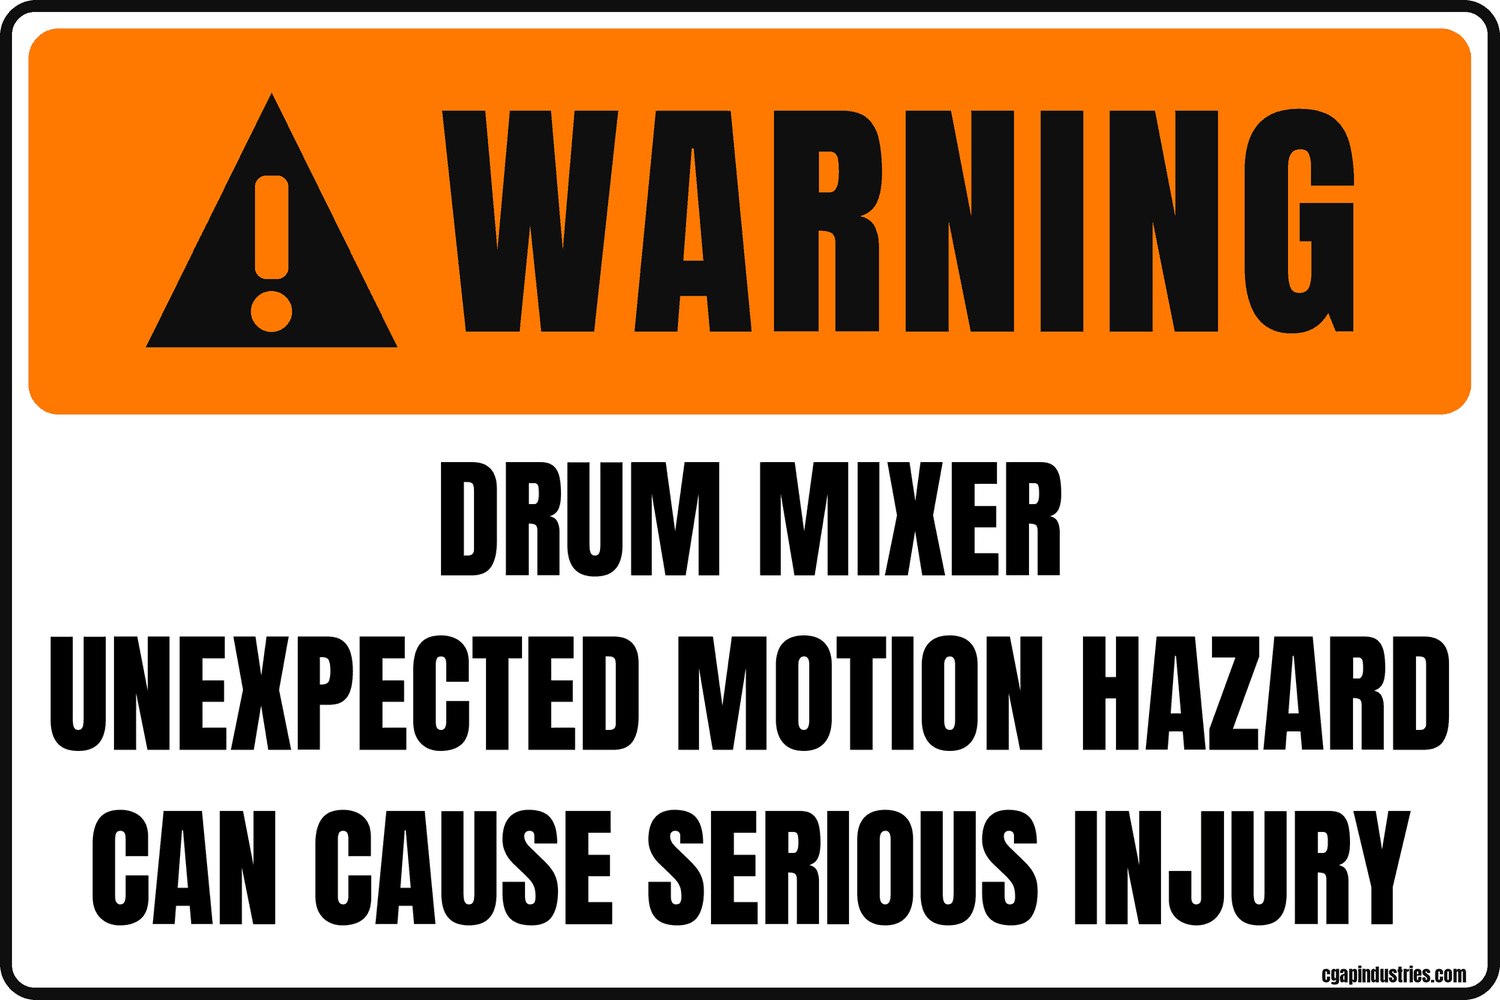 WARNING
DRUM MIXER
UNEXPECTED MOTION HAZARD
CAN CAUSE SERIOUS INJURY
cgapindustries.com